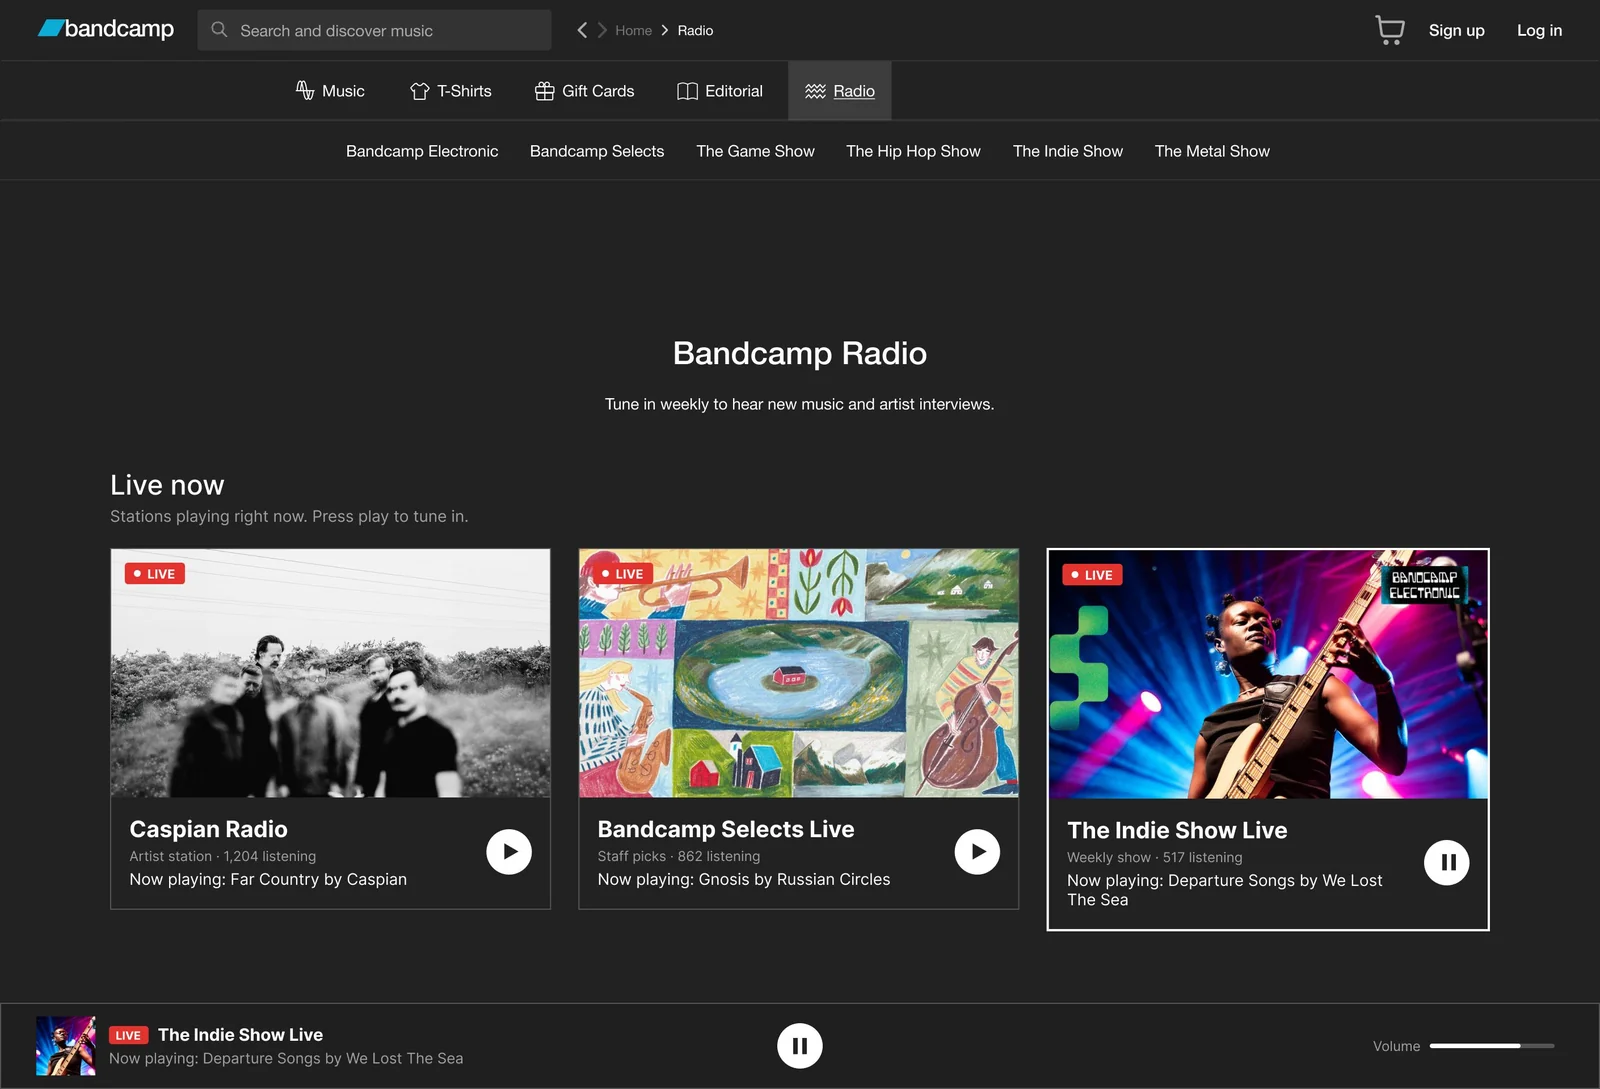 bandcamp
Search and discover music
Home
Radio
Sign up
Log in
Music
T-Shirts
Gift Cards
Editorial
Radio
Bandcamp Electronic
Bandcamp Selects
The Game Show
The Hip Hop Show
The Indie Show
The Metal Show
Bandcamp Radio
Tune in weekly to hear new music and artist interviews.
Live now
Stations playing right now. Press play to tune in.
LIVE
Caspian Radio
Artist station · 1,204 listening
Now playing: Far Country by Caspian
LIVE
Bandcamp Selects Live
Staff picks · 862 listening
Now playing: Gnosis by Russian Circles
LIVE
BANDCAMP
ELECTRONIC
The Indie Show Live
Weekly show · 517 listening
Now playing: Departure Songs by We Lost
The Sea
LIVE The Indie Show Live
Now playing: Departure Songs by We Lost The Sea
Volume